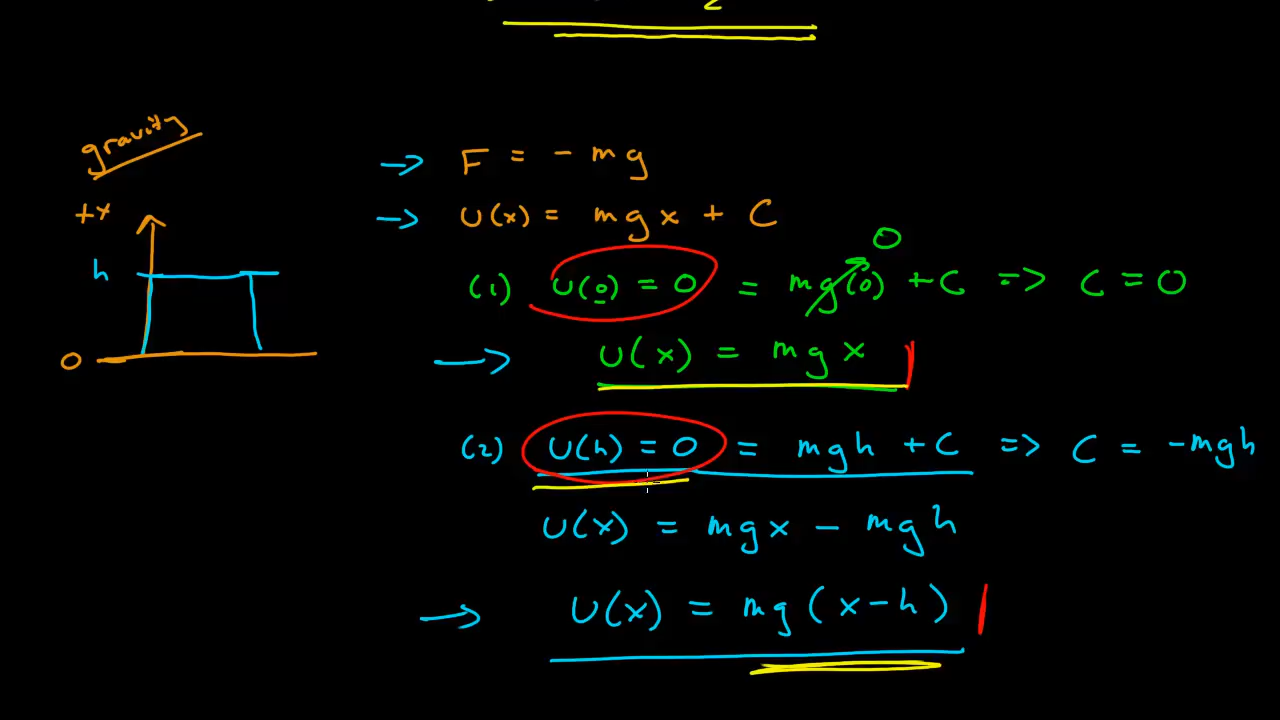 2
gravity
+x
h
0
→ F = - mg
→ U(x) = mgx + C
0
(1) U(0) = 0 = mg(0) + C => C = 0
→ U(x) = mgx
(2) U(h) = 0 = mgh + C => C = -mgh
U(x) = mgx - mgh
→ U(x) = mg(x-h)